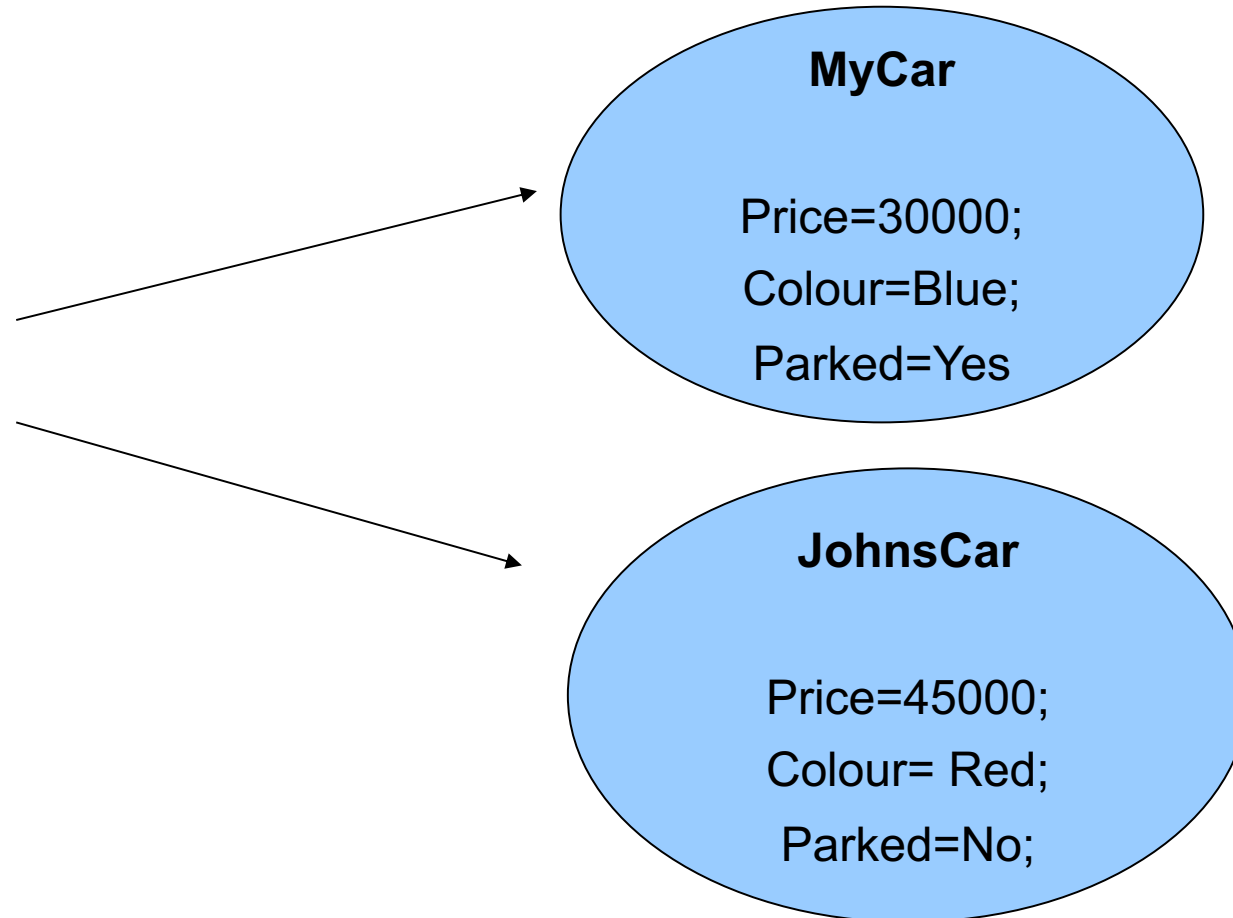 MyCar
Price=30000;
Colour=Blue;
Parked=Yes
JohnsCar
Price=45000;
Colour= Red;
Parked=No;